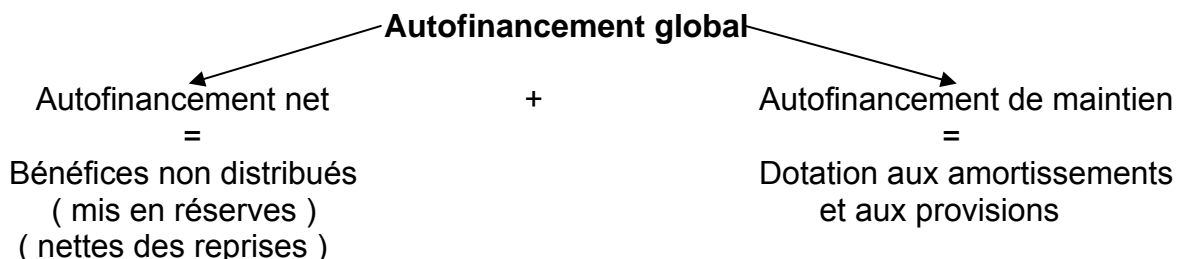 Autofinancement global
Autofinancement net + Autofinancement de maintien
= =
Bénéfices non distribués Dotation aux amortissements
( mis en réserves ) et aux provisions
( nettes des reprises )